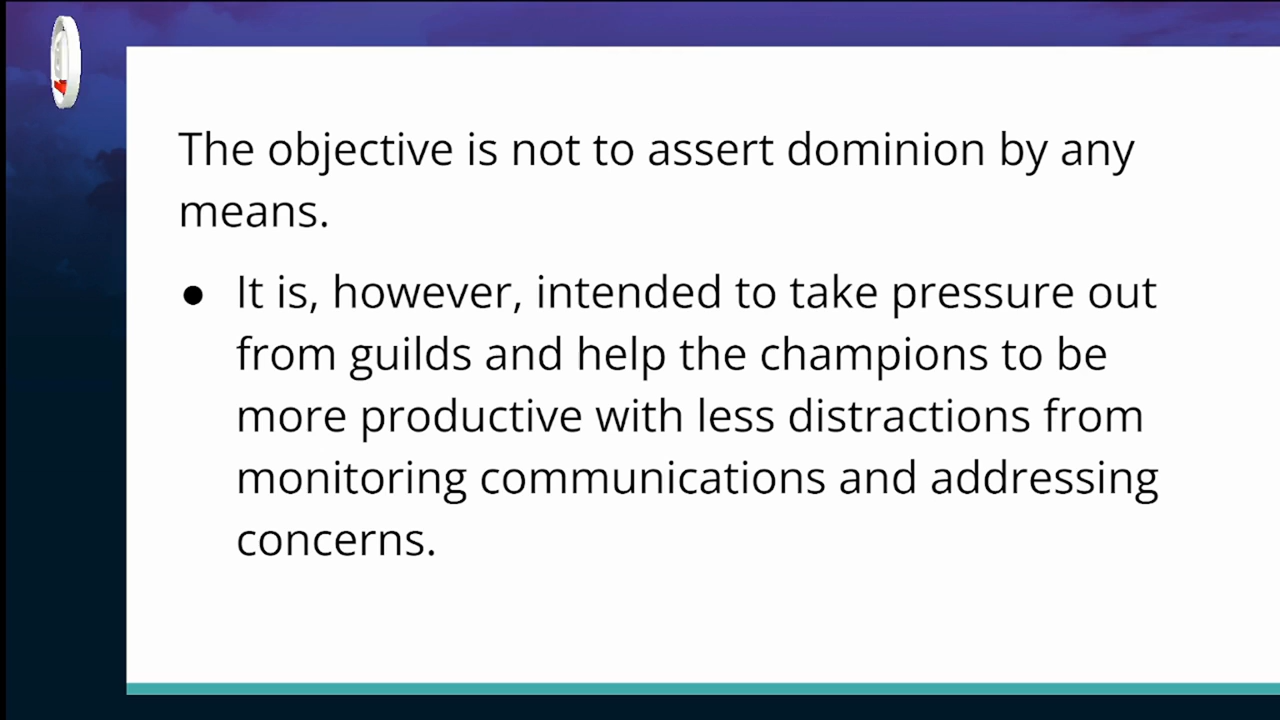 The objective is not to assert dominion by any
means.
● It is, however, intended to take pressure out
from guilds and help the champions to be
more productive with less distractions from
monitoring communications and addressing
concerns.